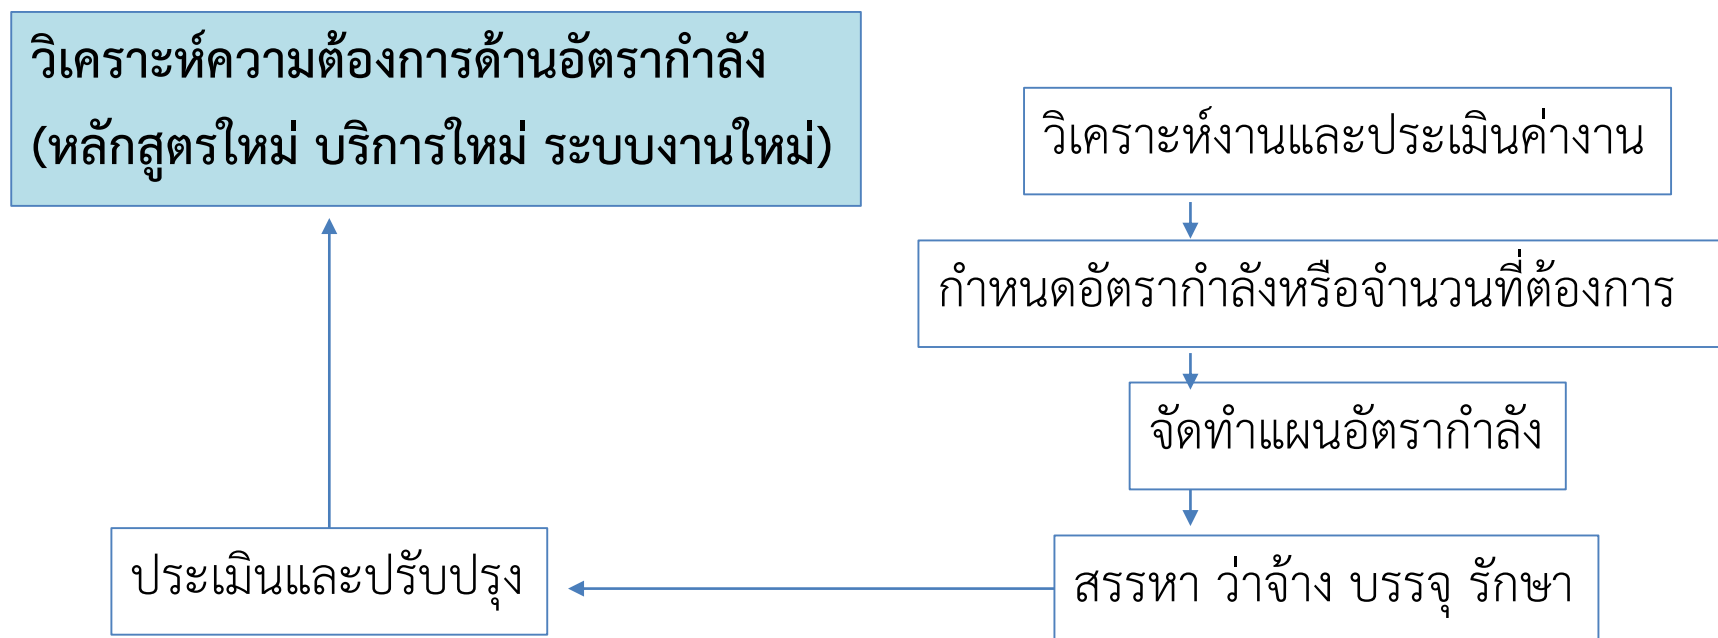 วิเคราะห์ความต้องการด้านอัตรากำลัง
(หลักสูตรใหม่ บริการใหม่ ระบบงานใหม่)
วิเคราะห์งานและประเมินค่างาน
กำหนดอัตรากำลังหรือจำนวนที่ต้องการ
จัดทำแผนอัตรากำลัง
สรรหา ว่าจ้าง บรรจุ รักษา
ประเมินและปรับปรุง